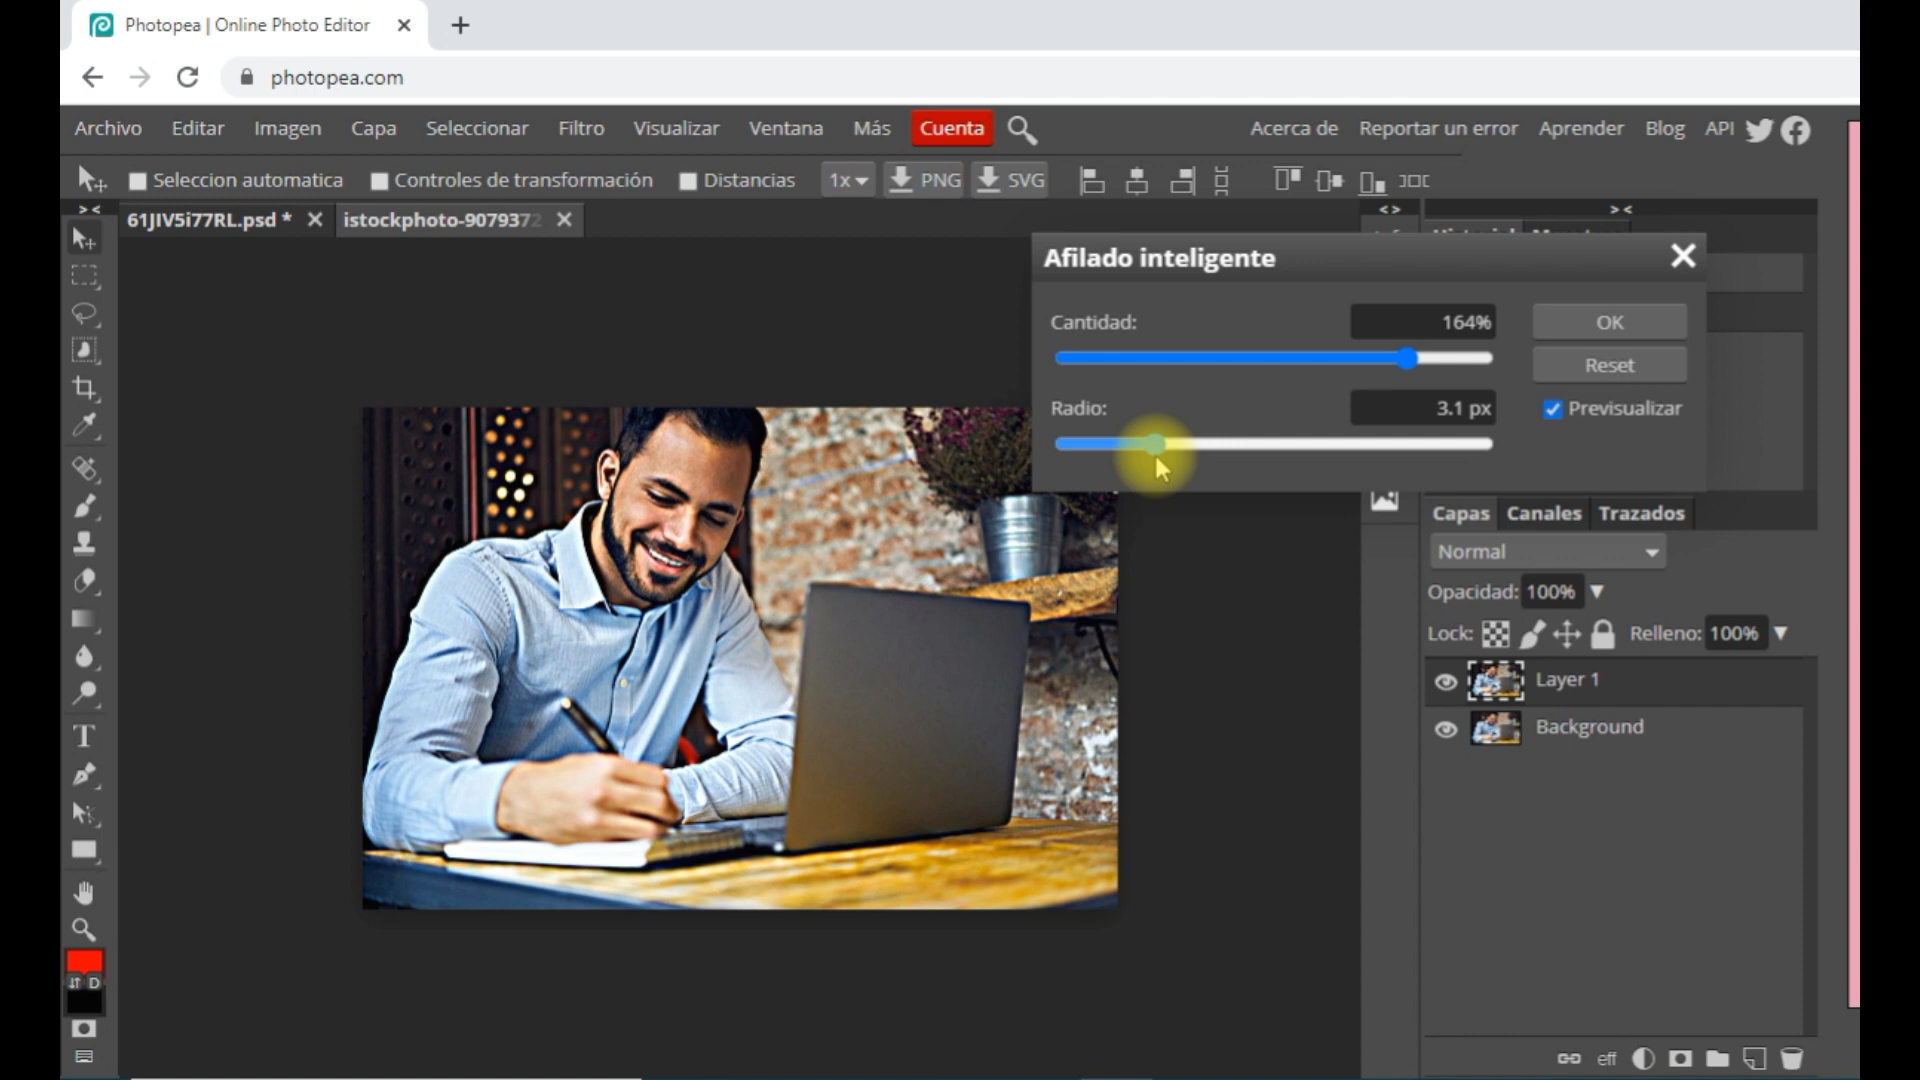 Photopea | Online Photo Editor
photopea.com
Archivo Editar Imagen Capa Seleccionar Filtro Visualizar Ventana Más Cuenta Acerca de Reportar un error Aprender Blog API
Seleccion automatica Controles de transformación Distancias 1x PNG SVG
61JIV5i77RL.psd * istockphoto-9079372
Afilado inteligente
Cantidad: 164% OK
Reset
Radio: 3.1 px Previsualizar
Capas Canales Trazados
Normal
Opacidad: 100%
Lock: Relleno: 100%
Layer 1
Background
D
eff